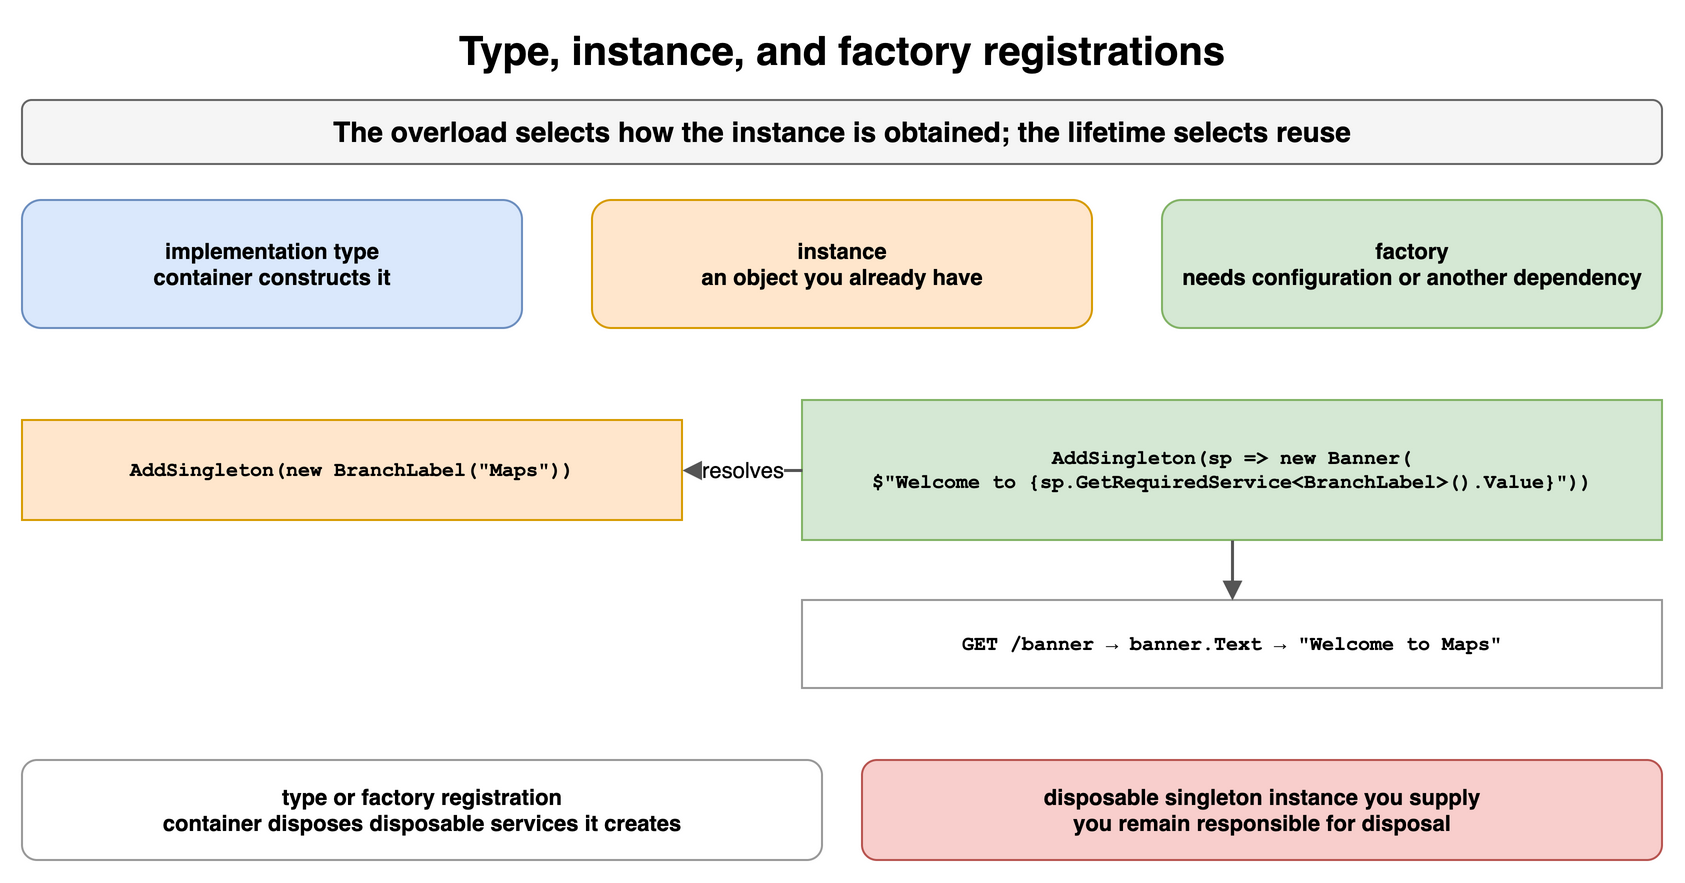 Type, instance, and factory registrations
The overload selects how the instance is obtained; the lifetime selects reuse
implementation type
container constructs it
instance
an object you already have
factory
needs configuration or another dependency
AddSingleton(new BranchLabel("Maps"))
resolves
AddSingleton(sp => new Banner(
$"Welcome to {sp.GetRequiredService<BranchLabel>().Value}"))
GET /banner → banner.Text → "Welcome to Maps"
type or factory registration
container disposes disposable services it creates
disposable singleton instance you supply
you remain responsible for disposal